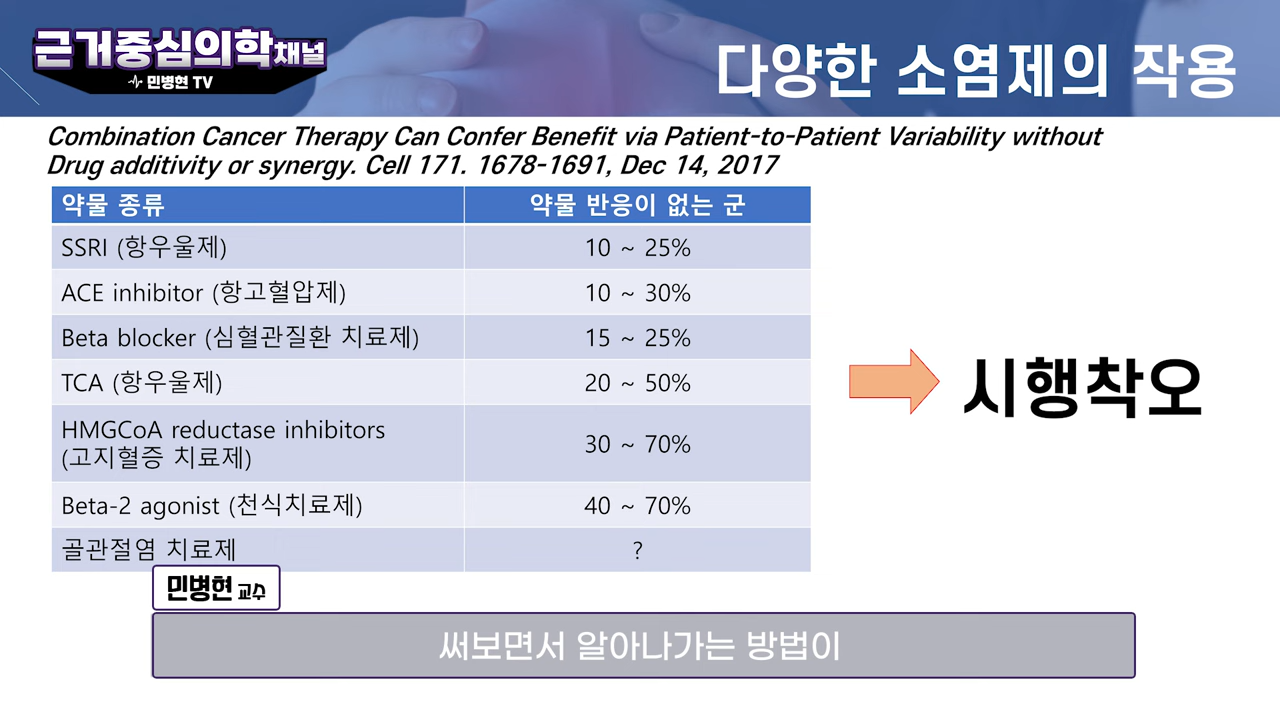 근거중심의학채널
민병현 TV
다양한 소염제의 작용
Combination Cancer Therapy Can Confer Benefit via Patient-to-Patient Variability without
Drug additivity or synergy. Cell 171. 1678-1691, Dec 14, 2017
약물 종류 약물 반응이 없는 군
SSRI (항우울제) 10 ~ 25%
ACE inhibitor (항고혈압제) 10 ~ 30%
Beta blocker (심혈관질환 치료제) 15 ~ 25%
TCA (항우울제) 20 ~ 50%
HMGCoA reductase inhibitors
(고지혈증 치료제) 30 ~ 70%
Beta-2 agonist (천식치료제) 40 ~ 70%
골관절염 치료제 ?
시행착오
민병현 교수
써보면서 알아나가는 방법이